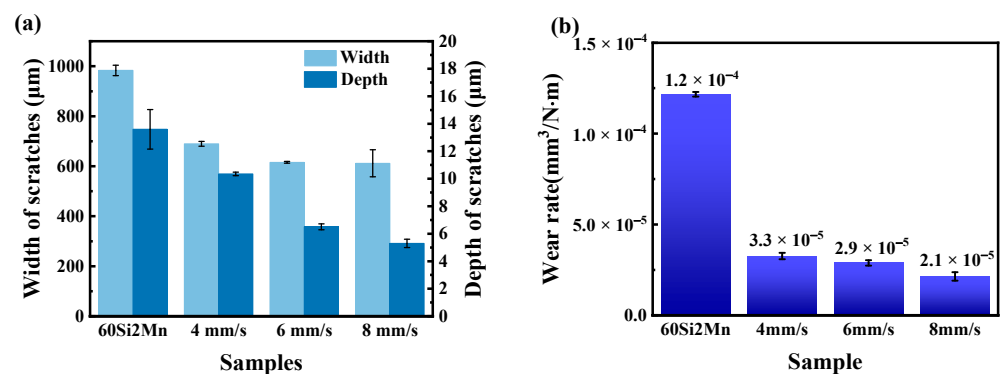 (a)
Width of scratches (μm)
1000
800
600
400
200
0
Width
Depth
20
18
16
14
12
10
8
6
4
2
0
Depth of scratches (μm)
60Si2Mn 4 mm/s 6 mm/s 8 mm/s
Samples
(b)
Wear rate(mm³/N·m)
1.5 × 10⁻⁴
1.0 × 10⁻⁴
5.0 × 10⁻⁵
0.0
1.2 × 10⁻⁴
3.3 × 10⁻⁵
2.9 × 10⁻⁵
2.1 × 10⁻⁵
60Si2Mn 4mm/s 6mm/s 8mm/s
Sample